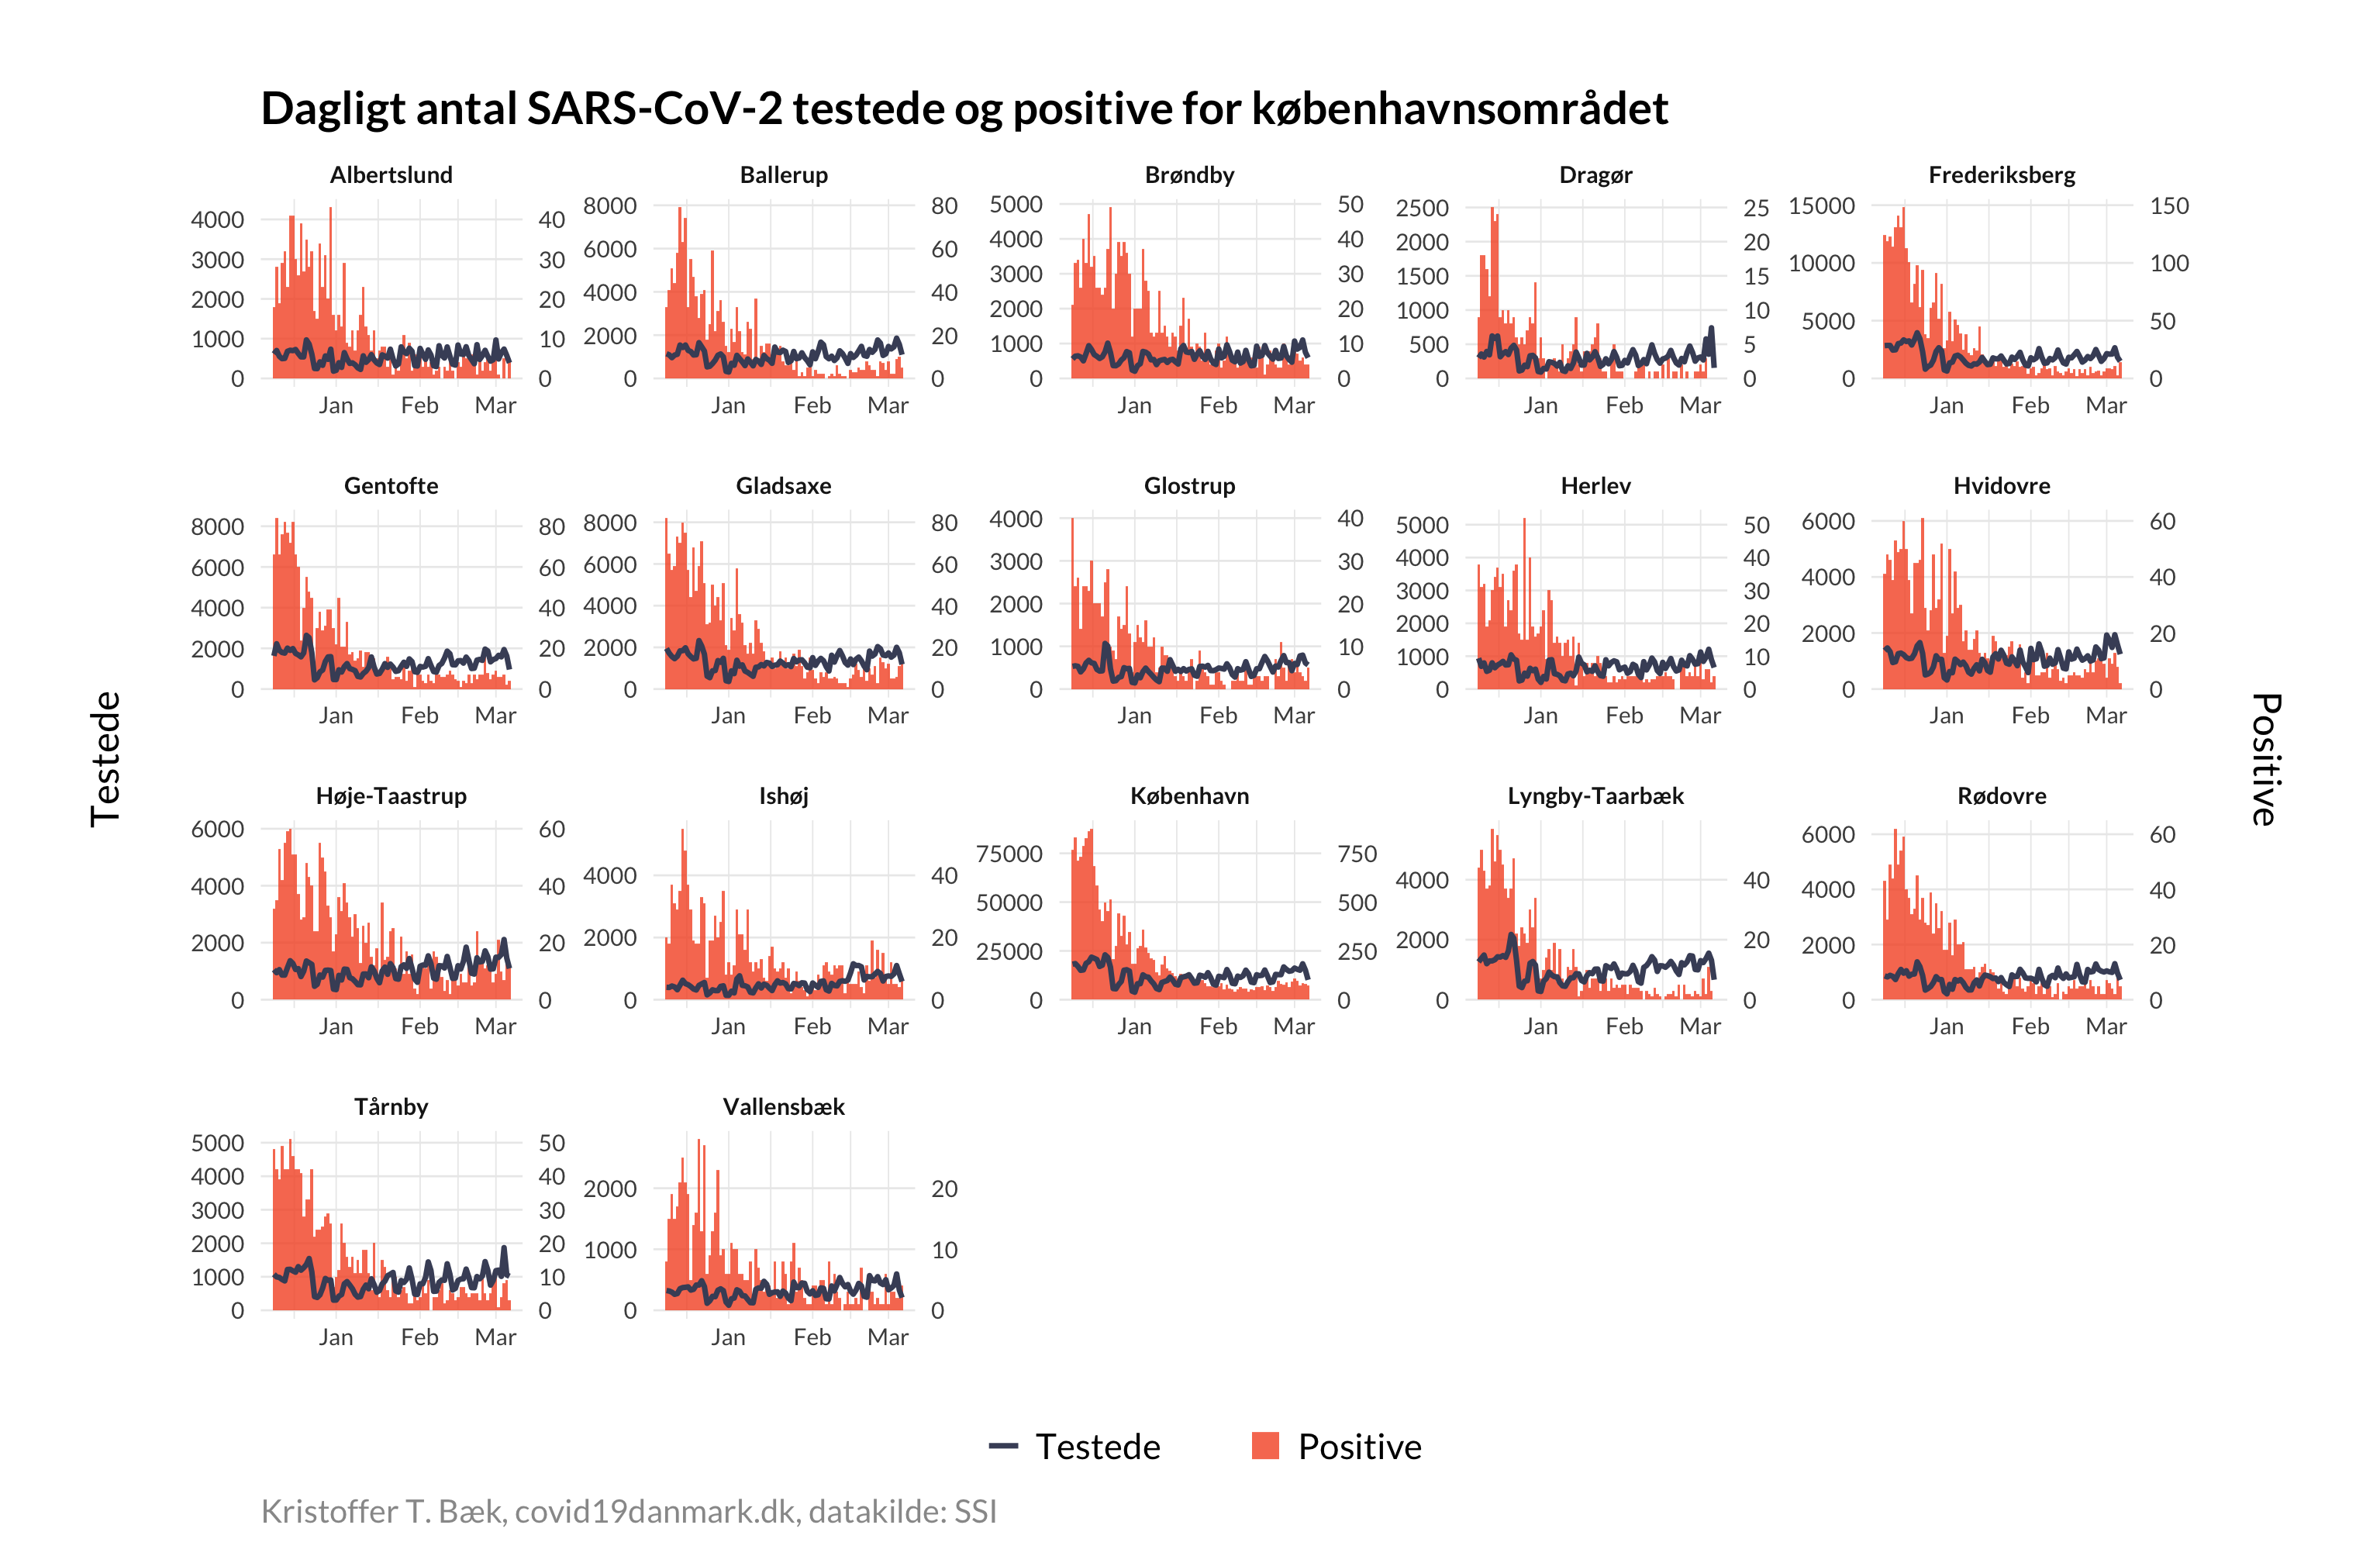 Dagligt antal SARS-CoV-2 testede og positive for københavnsområdet
Albertslund
4000 3000 2000 1000 0
40 30 20 10 0
Jan Feb Mar
Ballerup
8000 6000 4000 2000 0
80 60 40 20 0
Jan Feb Mar
Brøndby
5000 4000 3000 2000 1000 0
50 40 30 20 10 0
Jan Feb Mar
Dragør
2500 2000 1500 1000 500 0
25 20 15 10 5 0
Jan Feb Mar
Frederiksberg
15000 10000 5000 0
150 100 50 0
Jan Feb Mar
Gentofte
8000 6000 4000 2000 0
80 60 40 20 0
Jan Feb Mar
Gladsaxe
8000 6000 4000 2000 0
80 60 40 20 0
Jan Feb Mar
Glostrup
4000 3000 2000 1000 0
40 30 20 10 0
Jan Feb Mar
Herlev
5000 4000 3000 2000 1000 0
50 40 30 20 10 0
Jan Feb Mar
Hvidovre
6000 4000 2000 0
60 40 20 0
Jan Feb Mar
Testede
Positive
Høje-Taastrup
6000 4000 2000 0
60 40 20 0
Jan Feb Mar
Ishøj
4000 2000 0
40 20 0
Jan Feb Mar
København
75000 50000 25000 0
750 500 250 0
Jan Feb Mar
Lyngby-Taarbæk
4000 2000 0
40 20 0
Jan Feb Mar
Rødovre
6000 4000 2000 0
60 40 20 0
Jan Feb Mar
Tårnby
5000 4000 3000 2000 1000 0
50 40 30 20 10 0
Jan Feb Mar
Vallensbæk
2000 1000 0
20 10 0
Jan Feb Mar
Testede Positive
Kristoffer T. Bæk, covid19danmark.dk, datakilde: SSI